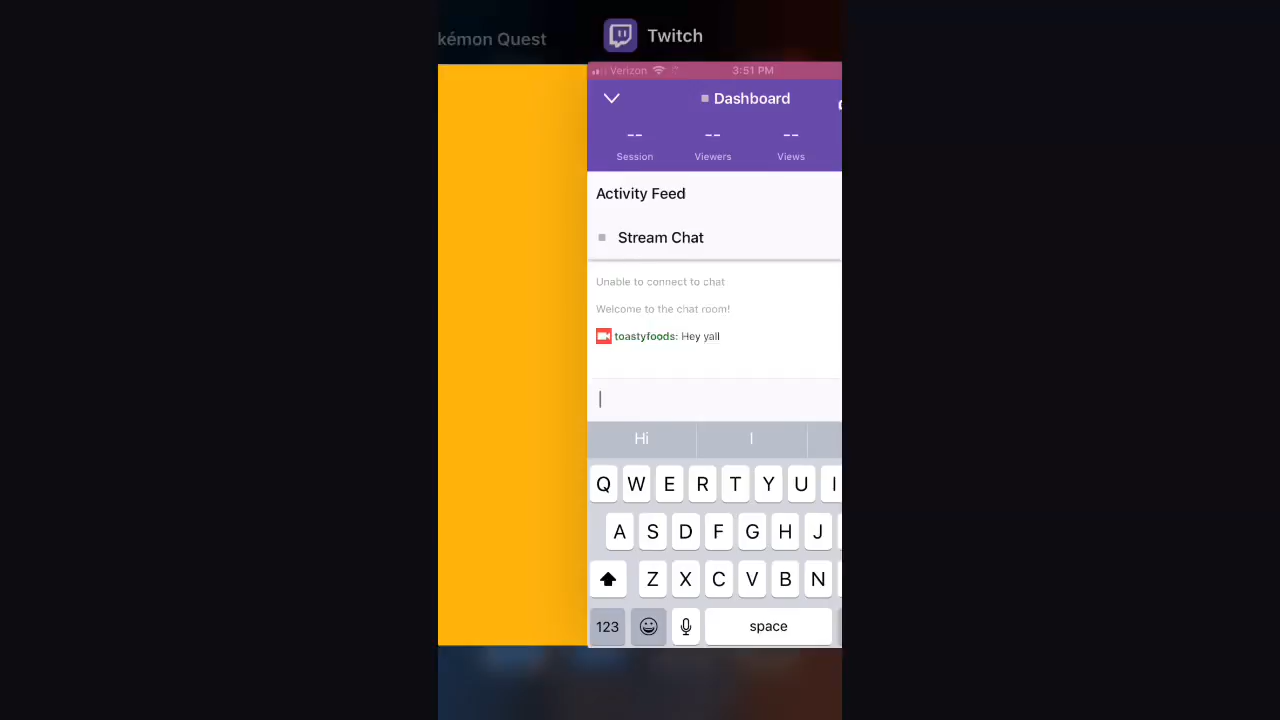 kémon Quest
Twitch
Verizon 3:51 PM
Dashboard
-- -- --
Session Viewers Views
Activity Feed
Stream Chat
Unable to connect to chat
Welcome to the chat room!
toastyfoods: Hey yall
Hi I
Q W E R T Y U I
A S D F G H J
Z X C V B N
123 space